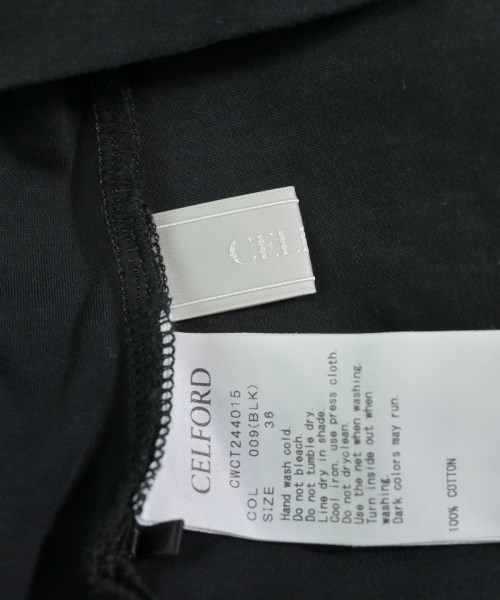 CEL
CELFORD
CWCT244015
COL 009(BLK)
SIZE 36
Hand wash cold.
Do not bleach.
Do not tumble dry.
Line dry in shade.
Cool iron. use press cloth.
Do not dryclean.
Use the net when washing.
Turn inside out when
washing.
Dark colors may run.
100% COTTON